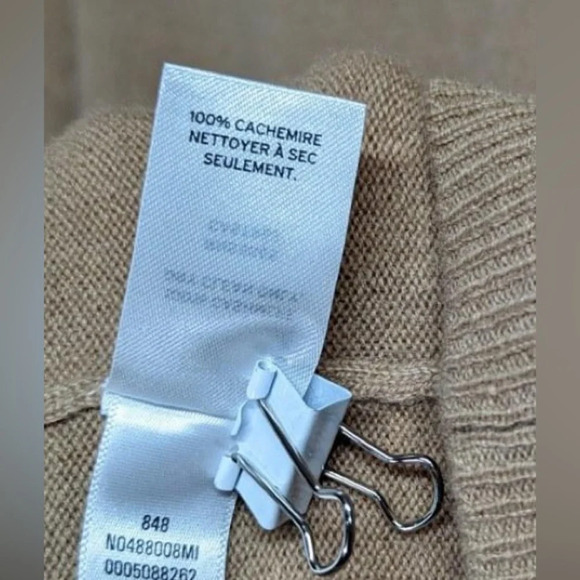 100% CACHEMIRE
NETTOYER À SEC
SEULEMENT.
848
N0488008MI
0005088262